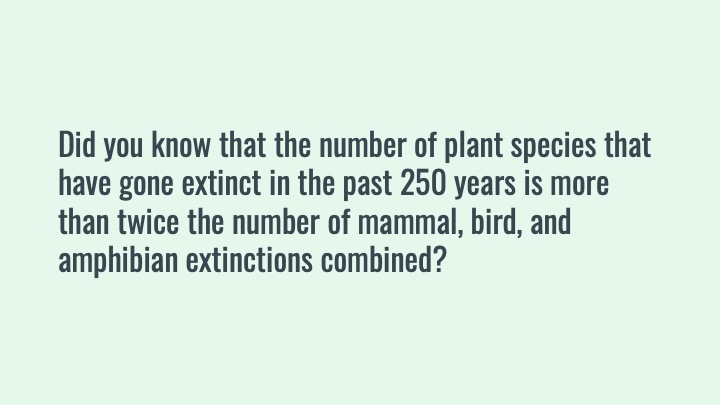 Did you know that the number of plant species that
have gone extinct in the past 250 years is more
than twice the number of mammal, bird, and
amphibian extinctions combined?